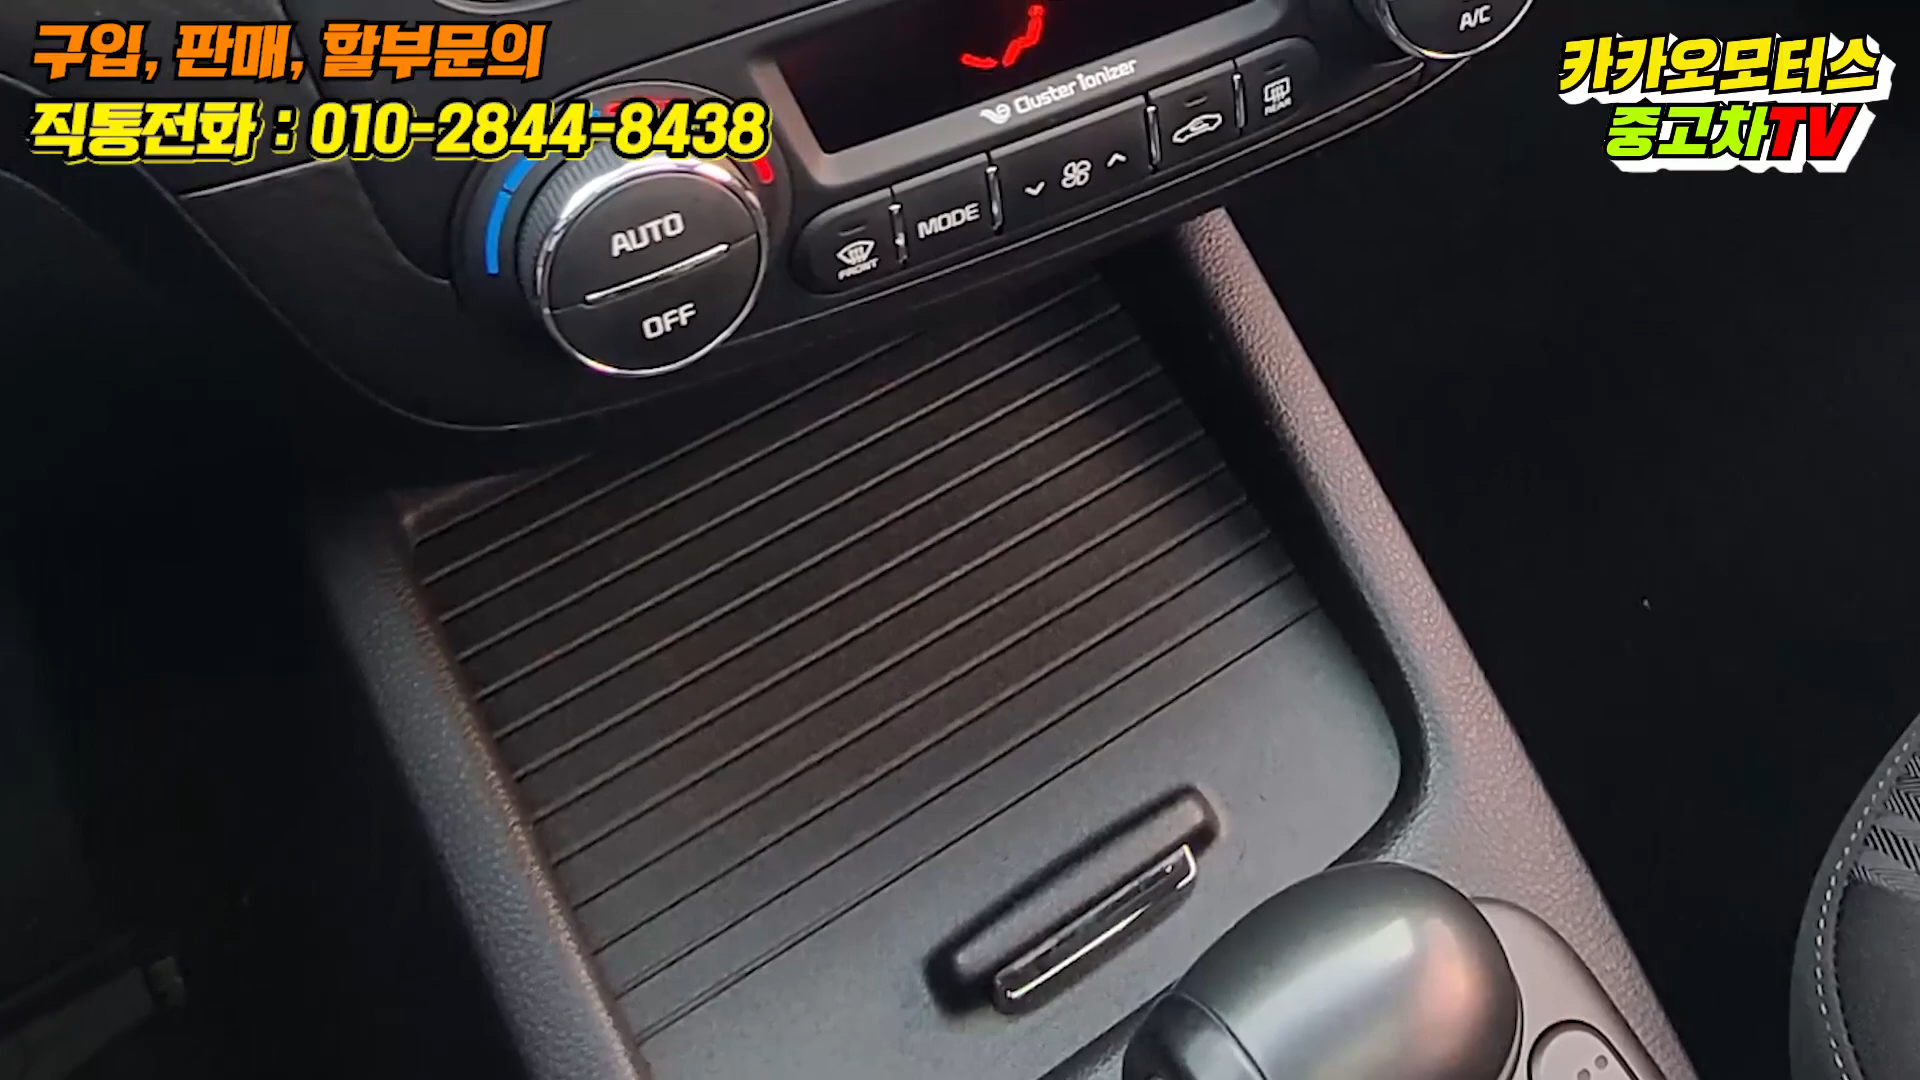 구입, 판매, 할부문의
직통전화 : 010-2844-8438
카카오모터스
중고차TV
A/C
Cluster Ionizer
REAR
MODE
FRONT
AUTO
OFF